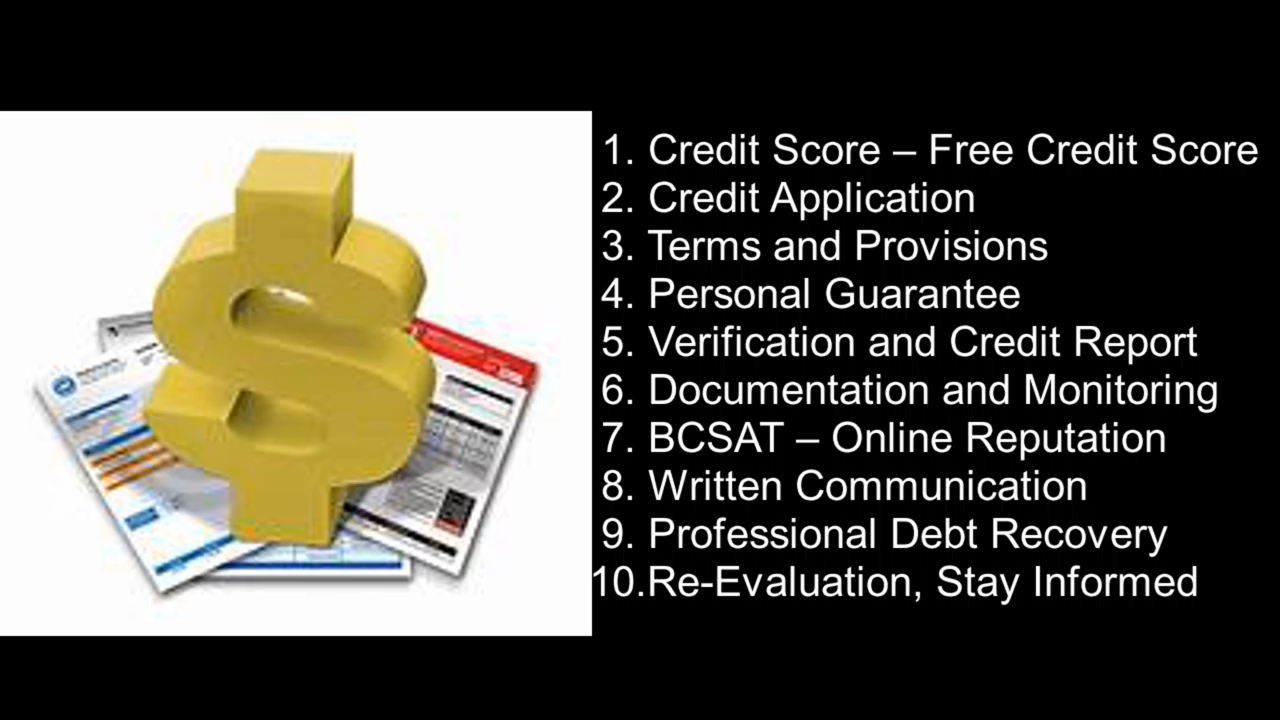 1. Credit Score – Free Credit Score
2. Credit Application
3. Terms and Provisions
4. Personal Guarantee
5. Verification and Credit Report
6. Documentation and Monitoring
7. BCSAT – Online Reputation
8. Written Communication
9. Professional Debt Recovery
10.Re-Evaluation, Stay Informed